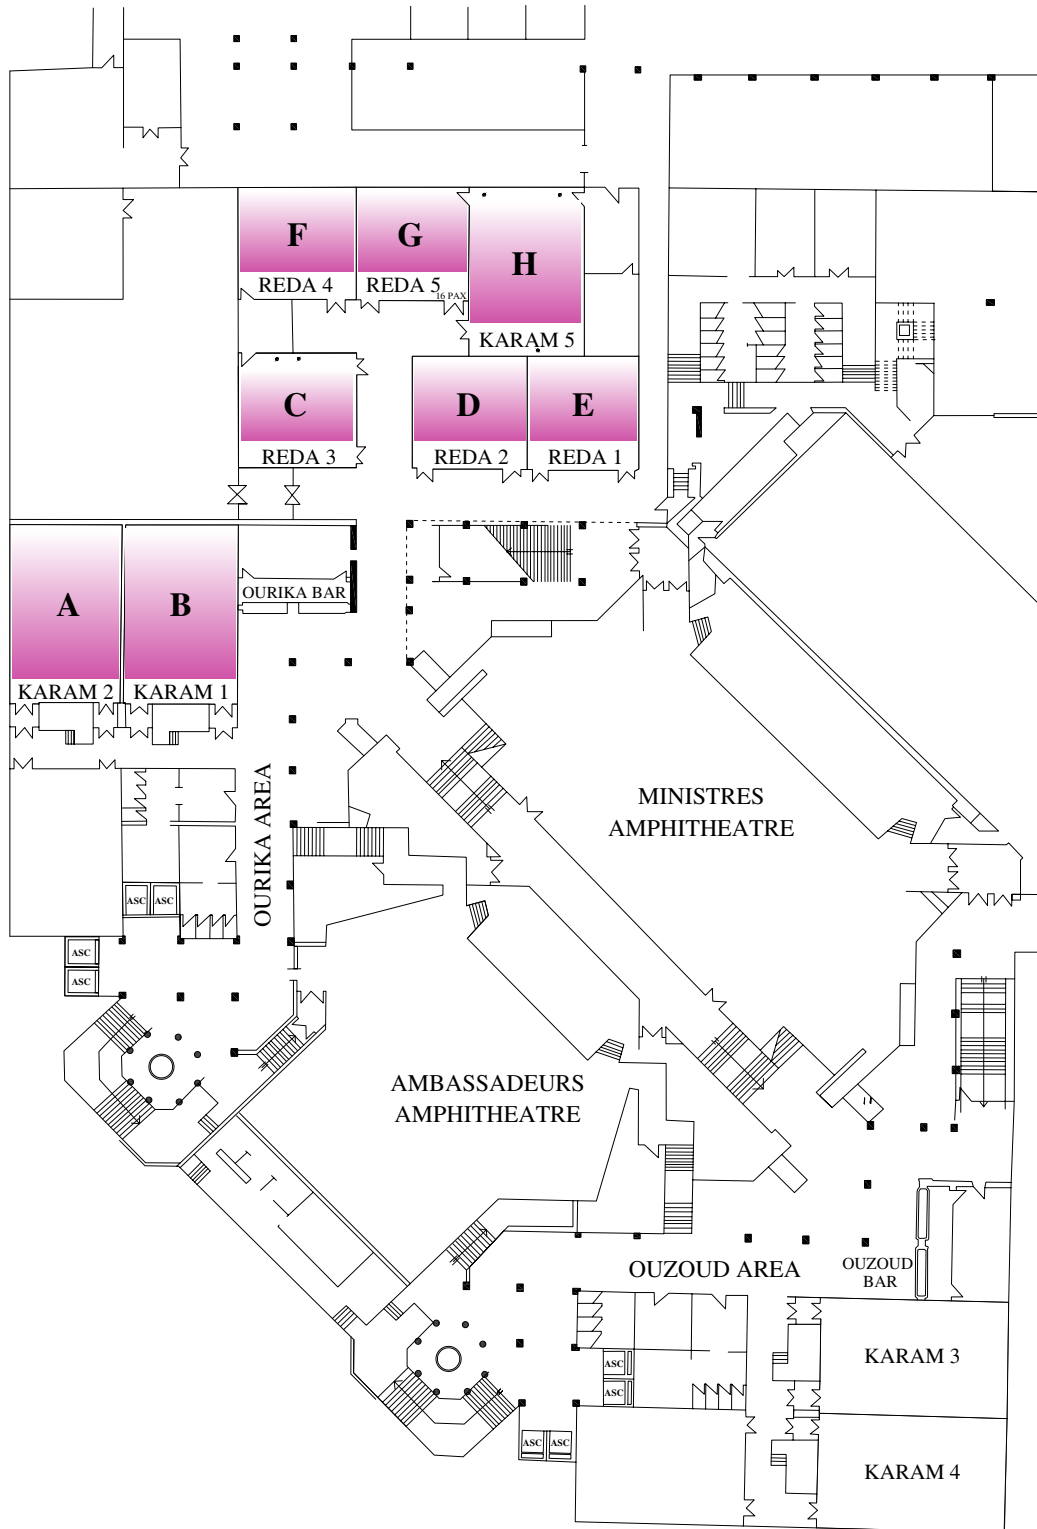 F
G
H
REDA 4
REDA 5
16 PAX
KARAM 5
C
D
E
REDA 3
REDA 2
REDA 1
A
B
OURIKA BAR
KARAM 2
KARAM 1
OURIKA AREA
MINISTRES
AMPHITHEATRE
ASC
ASC
ASC
ASC
AMBASSADEURS
AMPHITHEATRE
OUZOUD AREA
OUZOUD
BAR
KARAM 3
ASC
ASC
ASC
ASC
KARAM 4